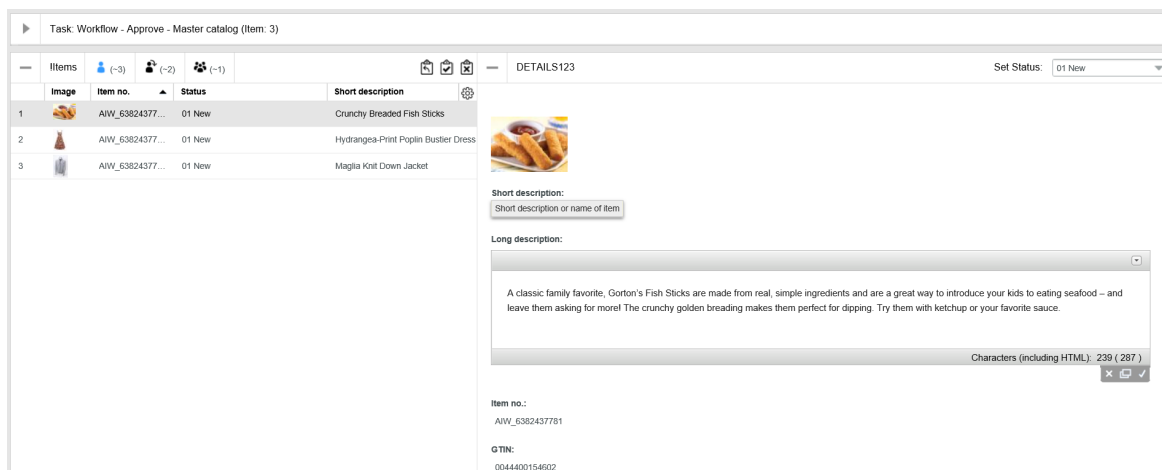 Task: Workflow - Approve - Master catalog (Item: 3)
!Items (~3) (~2) (~1)
DETAILS123
Set Status: 01 New
Image Item no. Status Short description
1 AIW_63824377... 01 New Crunchy Breaded Fish Sticks
2 AIW_63824377... 01 New Hydrangea-Print Poplin Bustier Dress
3 AIW_63824377... 01 New Maglia Knit Down Jacket
Short description:
Short description or name of item
Long description:
A classic family favorite, Gorton's Fish Sticks are made from real, simple ingredients and are a great way to introduce your kids to eating seafood – and
leave them asking for more! The crunchy golden breading makes them perfect for dipping. Try them with ketchup or your favorite sauce.
Characters (including HTML): 239 ( 287 )
Item no.:
AIW_6382437781
GTIN:
0044400154602